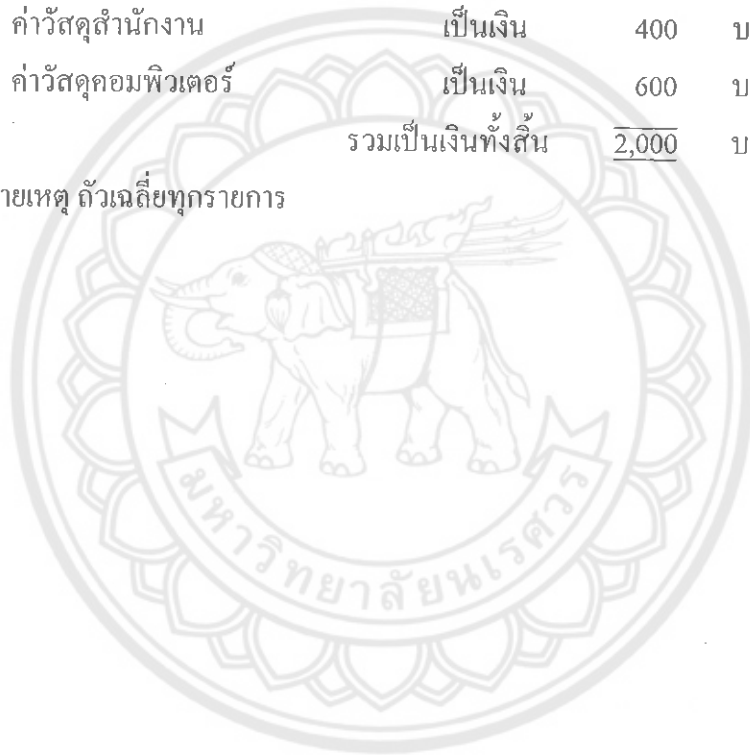 ค่าวัสดุสำนักงาน เป็นเงิน 400 บ
ค่าวัสดุคอมพิวเตอร์ เป็นเงิน 600 บ
รวมเป็นเงินทั้งสิ้น 2,000 บ
ายเหตุ ถัวเฉลี่ยทุกรายการ
มหาวิทยาลัยนเรศวร